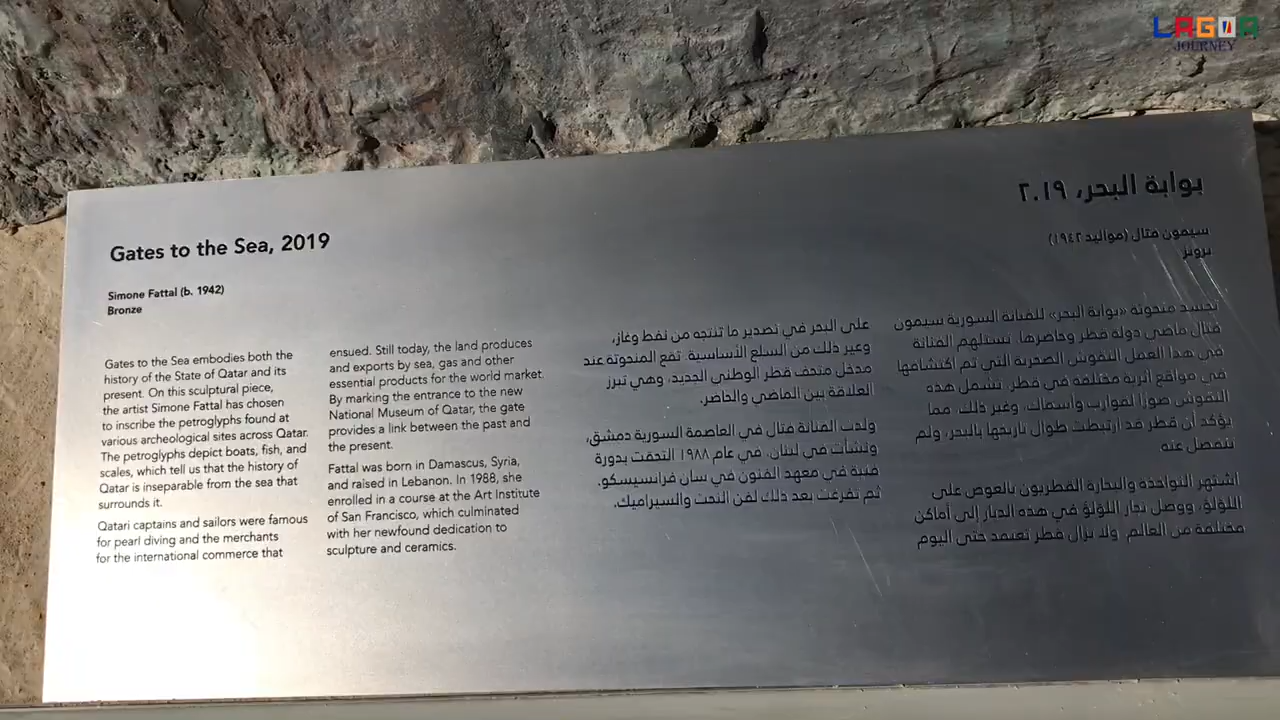 LAGOA
JOURNEY
Gates to the Sea, 2019
Simone Fattal (b. 1942)
Bronze
Gates to the Sea embodies both the
history of the State of Qatar and its
present. On this sculptural piece,
the artist Simone Fattal has chosen
to inscribe the petroglyphs found at
various archeological sites across Qatar.
The petroglyphs depict boats, fish, and
scales, which tell us that the history of
Qatar is inseparable from the sea that
surrounds it.
Qatari captains and sailors were famous
for pearl diving and the merchants
for the international commerce that
ensued. Still today, the land produces
and exports by sea, gas and other
essential products for the world market.
By marking the entrance to the new
National Museum of Qatar, the gate
provides a link between the past and
the present.
Fattal was born in Damascus, Syria,
and raised in Lebanon. In 1988, she
enrolled in a course at the Art Institute
of San Francisco, which culminated
with her newfound dedication to
sculpture and ceramics.
بوابة البحر، ٢٠١٩
سيمون فتال (مواليد ١٩٤٢)
برونز
تجسد منحوتة «بوابة البحر» للفنانة السورية سيمون
فتال ماضي دولة قطر وحاضرها. تستلهم الفنانة
في هذا العمل النقوش الصخرية التي تم اكتشافها
في مواقع أثرية مختلفة في قطر. تشمل هذه
النقوش صورًا لقوارب وأسماك، وغير ذلك، مما
يؤكد أن قطر قد ارتبطت طوال تاريخها بالبحر، ولم
تنفصل عنه
اشتهر النواخذة والبحارة القطريون بالغوص على
اللؤلؤ، ووصل تجار اللؤلؤ في هذه الديار إلى أماكن
مختلفة من العالم. ولا تزال قطر تعتمد حتى اليوم
على البحر في تصدير ما تنتجه من نفط وغاز،
وغير ذلك من السلع الأساسية. تقع المنحوتة عند
مدخل متحف قطر الوطني الجديد، وهي تبرز
العلاقة بين الماضي والحاضر.
ولدت الفنانة فتال في العاصمة السورية دمشق،
ونشأت في لبنان. في عام ١٩٨٨ التحقت بدورة
فنية في معهد الفنون في سان فرانسيسكو.
ثم تفرغت بعد ذلك لفن النحت والسيراميك.